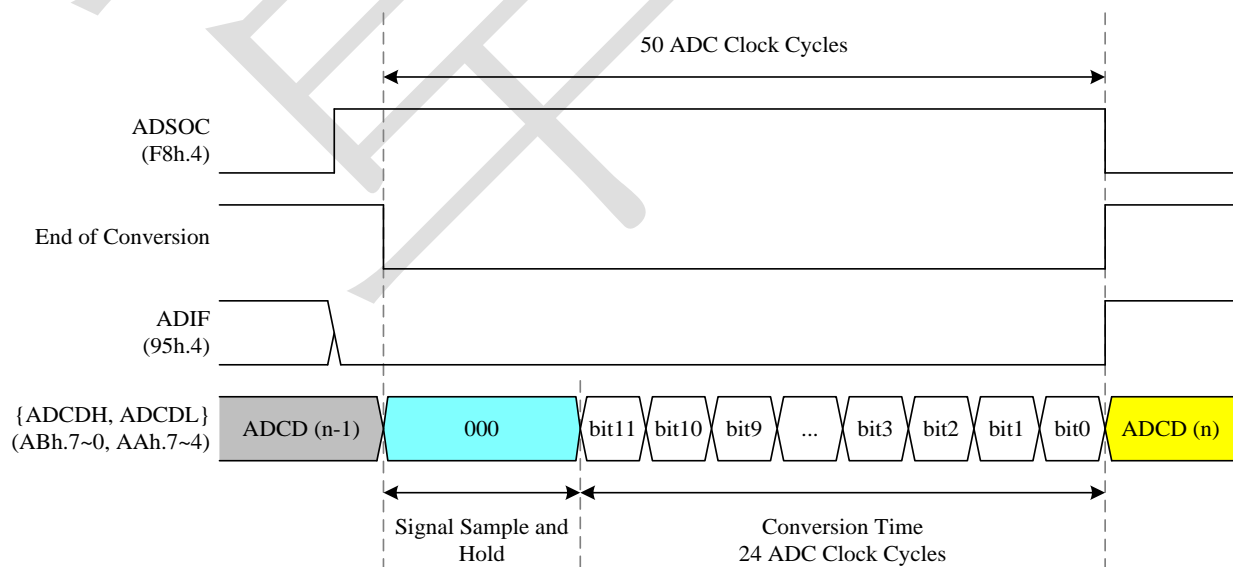 50 ADC Clock Cycles
ADSOC
(F8h.4)
End of Conversion
ADIF
(95h.4)
{ADCDH, ADCDL}
(ABh.7~0, AAh.7~4)
ADCD (n-1)
000
bit11
bit10
bit9
...
bit3
bit2
bit1
bit0
ADCD (n)
Signal Sample and
Hold
Conversion Time
24 ADC Clock Cycles